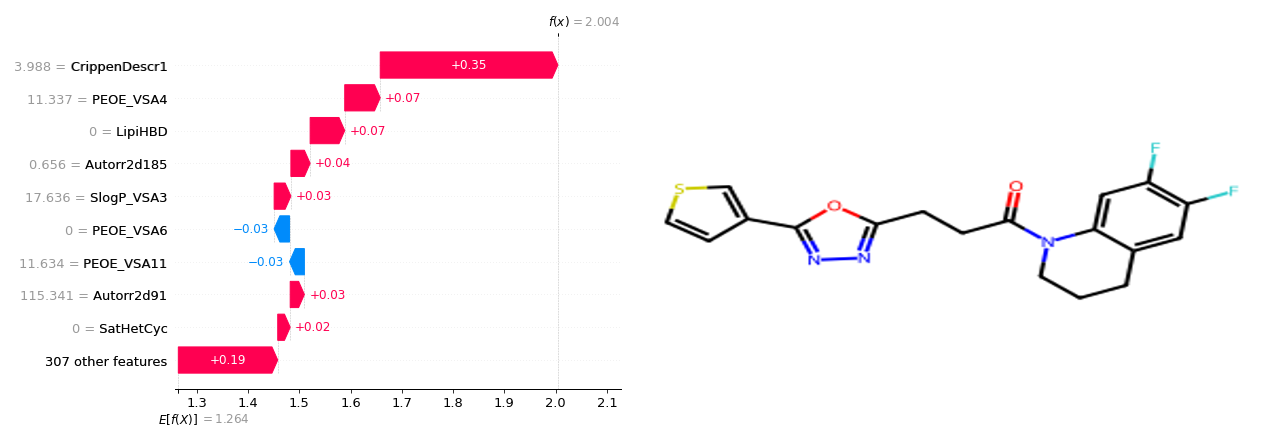 f(x) = 2.004
3.988 = CrippenDescr1
+0.35
11.337 = PEOE_VSA4
+0.07
0 = LipiHBD
+0.07
0.656 = Autorr2d185
+0.04
17.636 = SlogP_VSA3
+0.03
0 = PEOE_VSA6
−0.03
11.634 = PEOE_VSA11
−0.03
115.341 = Autorr2d91
+0.03
0 = SatHetCyc
+0.02
307 other features
+0.19
1.3 1.4 1.5 1.6 1.7 1.8 1.9 2.0 2.1
E[f(X)] = 1.264
F
F
O
S
O
N
N
N